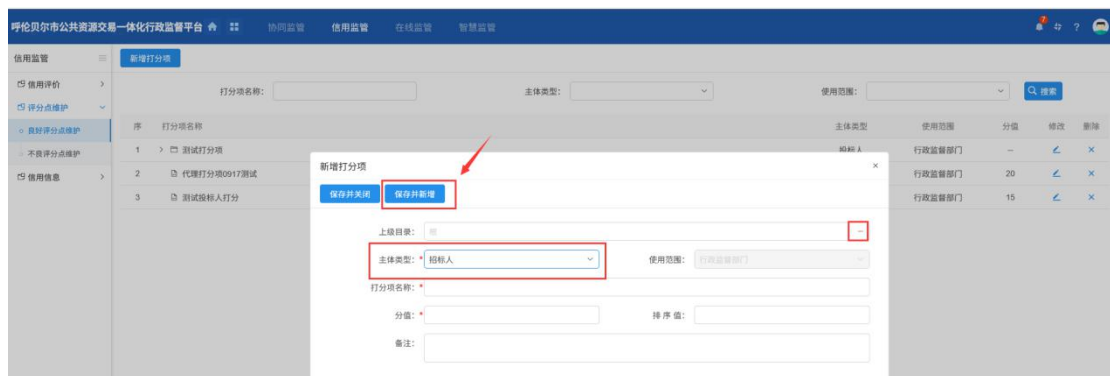 呼伦贝尔市公共资源交易一体化行政监督平台 协同监管 信用监管 在线监管 智慧监管 7 ?
信用监管 新增打分项
信用评价 打分项名称: 主体类型: 使用范围: 搜索
评分点维护
良好评分点维护 序 打分项名称 主体类型 使用范围 分值 修改 删除
不良评分点维护 1 测试打分项 投标人 行政监督部门 --
信用信息 2 代理打分项0917测试 行政监督部门 20
3 测试投标人打分 行政监督部门 15
新增打分项
保存并关闭 保存并新增
上级目录: 根
主体类型: * 招标人 使用范围: 行政监督部门
打分项名称: *
分值: * 排 序 值:
备注: